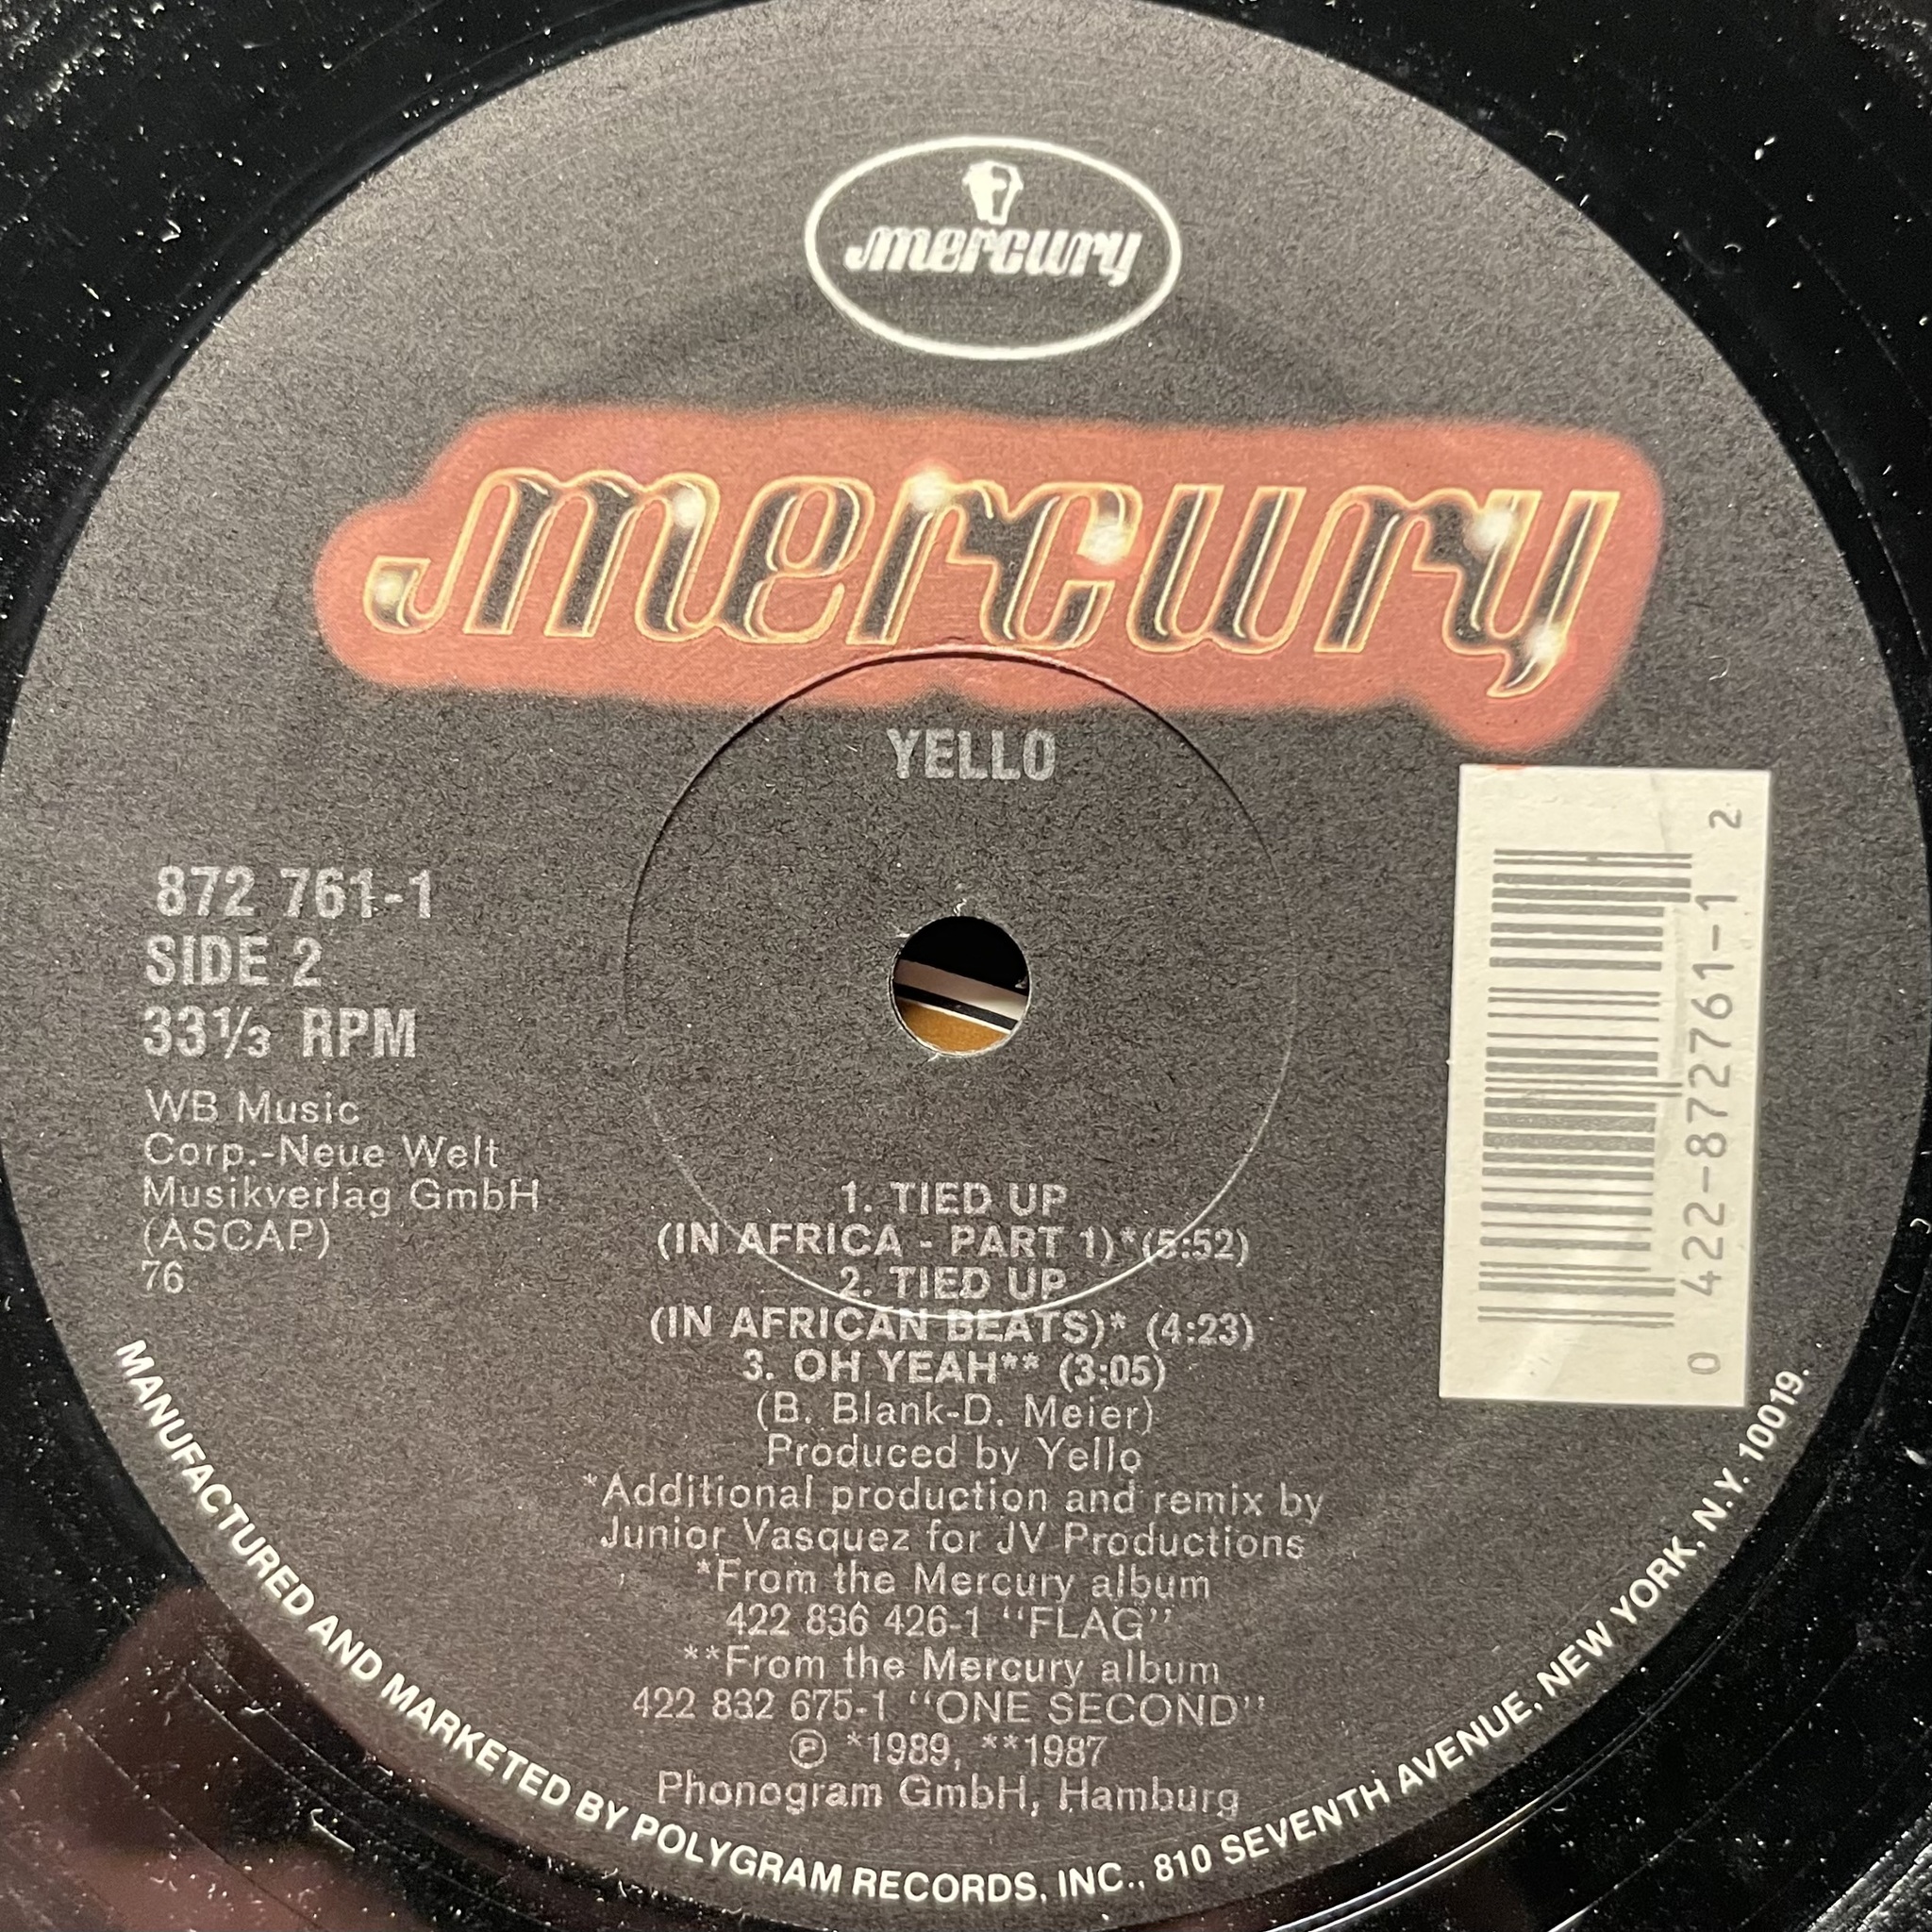 mercury
mercury
YELLO
872 761-1
SIDE 2
33⅓ RPM
WB Music
Corp.-Neue Welt
Musikverlag GmbH
(ASCAP)
76
2
0 422-872761-1
1. TIED UP
(IN AFRICA - PART 1)*(5:52)
2. TIED UP
(IN AFRICAN BEATS)* (4:23)
3. OH YEAH** (3:05)
(B. Blank-D. Meier)
Produced by Yello
*Additional production and remix by
Junior Vasquez for JV Productions
*From the Mercury album
422 836 426-1 "FLAG"
**From the Mercury album
422 832 675-1 "ONE SECOND"
℗ *1989, **1987
Phonogram GmbH, Hamburg
MANUFACTURED AND MARKETED BY POLYGRAM RECORDS, INC., 810 SEVENTH AVENUE, NEW YORK, N.Y. 10019.